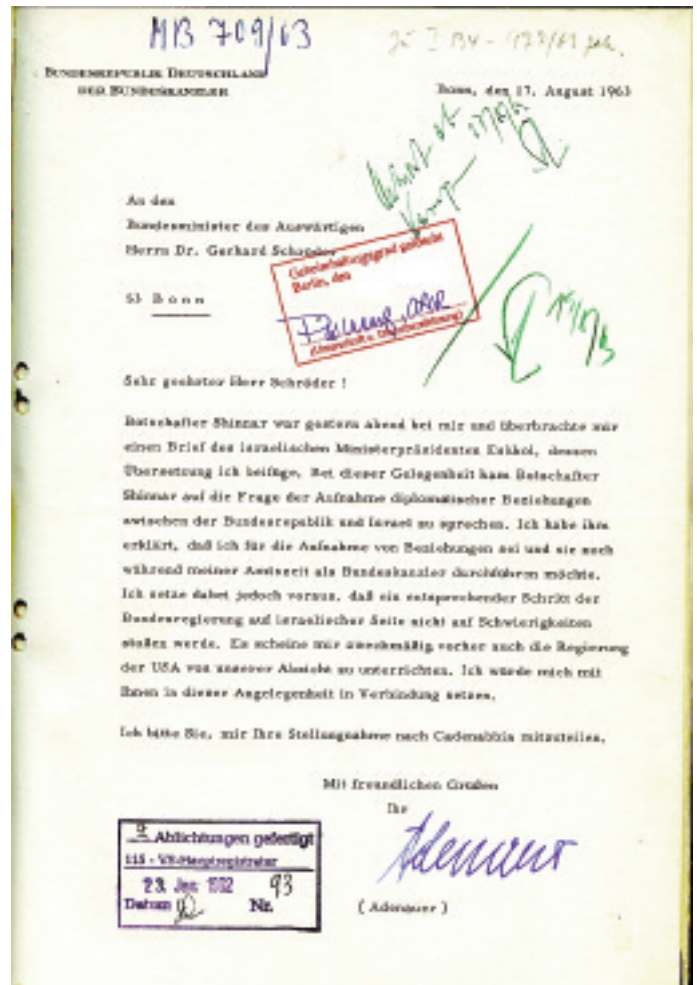 MB 709/63
BUNDESREPUBLIK DEUTSCHLAND
DER BUNDESKANZLER
Bonn, den 17. August 1963
An den
Bundesminister des Auswärtigen
Herrn Dr. Gerhard Schröder
Geheimhaltungsgrad gelöscht
Berlin, den
53 Bonn
Sehr geehrter Herr Schröder !
Botschafter Shinnar war gestern abend bei mir und überbrachte mir
einen Brief des israelischen Ministerpräsidenten Eshkol, dessen
Übersetzung ich beifüge. Bei dieser Gelegenheit kam Botschafter
Shinnar auf die Frage der Aufnahme diplomatischer Beziehungen
zwischen der Bundesrepublik und Israel zu sprechen. Ich habe ihm
erklärt, daß ich für die Aufnahme von Beziehungen sei und sie noch
während meiner Amtszeit als Bundeskanzler durchführen möchte.
Ich setze dabei jedoch voraus, daß ein entsprechender Schritt der
Bundesregierung auf israelischer Seite nicht auf Schwierigkeiten
stoßen werde. Es scheine mir zweckmäßig vorher auch die Regierung
der USA von unserer Absicht zu unterrichten. Ich würde mich mit
Ihnen in dieser Angelegenheit in Verbindung setzen.
Ich bitte Sie, mir Ihre Stellungnahme nach Cadenabbia mitzuteilen.
Mit freundlichen Grüßen
Ihr
Adenauer
( Adenauer )
Ablichtungen gefertigt
115 - VS-Hauptregistratur
23. Jan. 
Datum Nr. 93